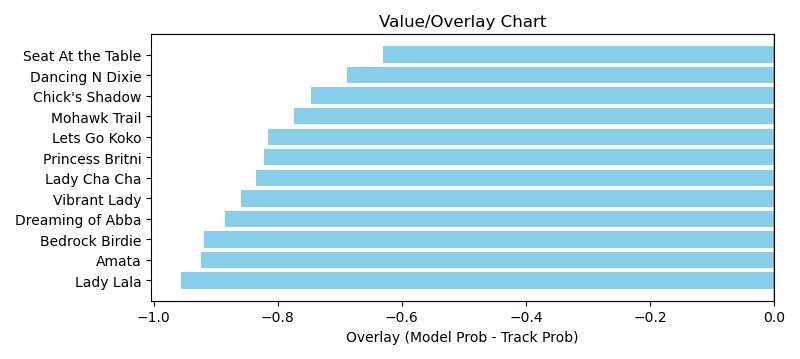 Value/Overlay Chart
Seat At the Table
Dancing N Dixie
Chick's Shadow
Mohawk Trail
Lets Go Koko
Princess Britni
Lady Cha Cha
Vibrant Lady
Dreaming of Abba
Bedrock Birdie
Amata
Lady Lala
−1.0 −0.8 −0.6 −0.4 −0.2 0.0
Overlay (Model Prob - Track Prob)